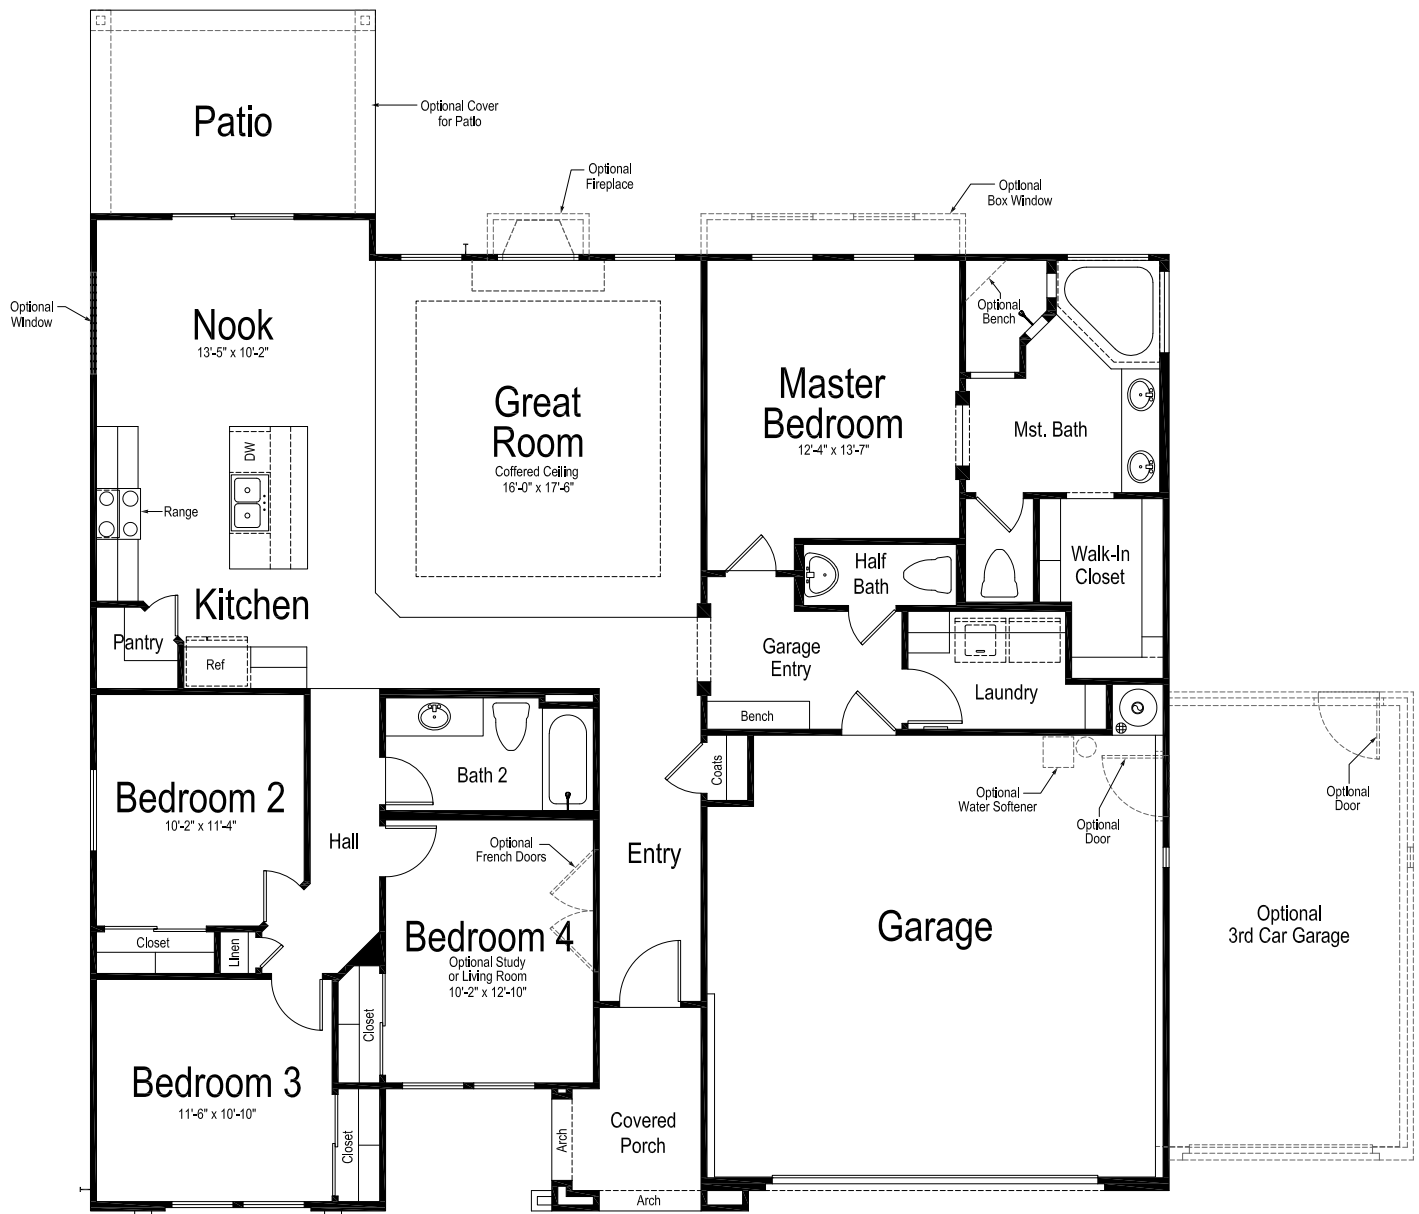 Patio
Optional Cover
for Patio
Optional
Fireplace
Optional
Box Window
Optional
Window
Nook
13'-5" x 10'-2"
Great
Room
Coffered Ceiling
16'-0" x 17'-6"
Master
Bedroom
12'-4" x 13'-7"
Optional
Bench
Mst. Bath
DW
Range
Kitchen
Pantry
Ref
Half
Bath
Walk-In
Closet
Garage
Entry
Laundry
Bench
Coats
Bedroom 2
10'-2" x 11'-4"
Bath 2
Hall
Optional
French Doors
Entry
Optional
Water Softener
Optional
Door
Optional
Door
Closet
Linen
Bedroom 4
Optional Study
or Living Room
10'-2" x 12'-10"
Garage
Optional
3rd Car Garage
Closet
Bedroom 3
11'-6" x 10'-10"
Closet
Arch
Covered
Porch
Arch